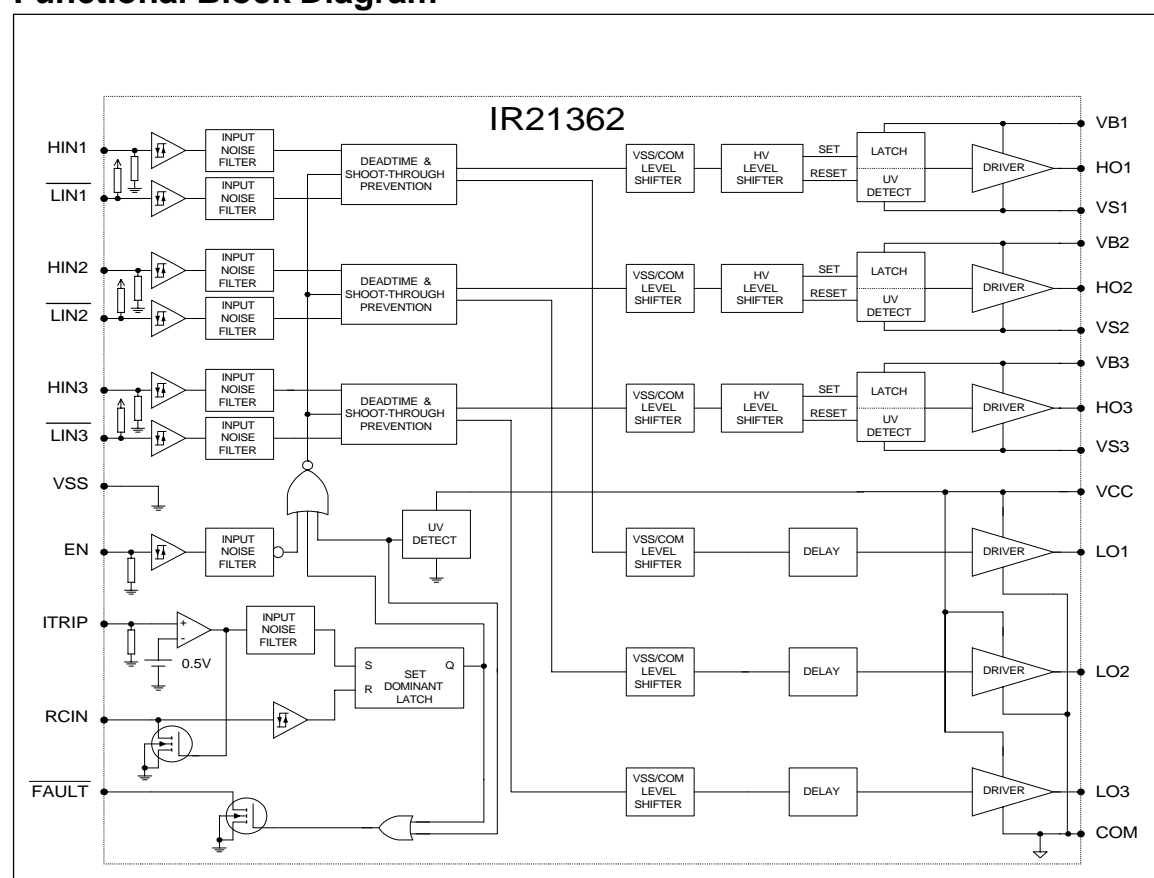 Functional Block Diagram
IR21362
HIN1
INPUT
NOISE
FILTER
DEADTIME &
SHOOT-THROUGH
PREVENTION
VSS/COM
LEVEL
SHIFTER
HV
LEVEL
SHIFTER
SET
RESET
LATCH
UV
DETECT
DRIVER
VB1
HO1
VS1
LIN1
INPUT
NOISE
FILTER
HIN2
INPUT
NOISE
FILTER
DEADTIME &
SHOOT-THROUGH
PREVENTION
VSS/COM
LEVEL
SHIFTER
HV
LEVEL
SHIFTER
SET
RESET
LATCH
UV
DETECT
DRIVER
VB2
HO2
VS2
LIN2
INPUT
NOISE
FILTER
HIN3
INPUT
NOISE
FILTER
DEADTIME &
SHOOT-THROUGH
PREVENTION
VSS/COM
LEVEL
SHIFTER
HV
LEVEL
SHIFTER
SET
RESET
LATCH
UV
DETECT
DRIVER
VB3
HO3
VS3
LIN3
INPUT
NOISE
FILTER
VSS
VCC
EN
INPUT
NOISE
FILTER
UV
DETECT
VSS/COM
LEVEL
SHIFTER
DELAY
DRIVER
LO1
ITRIP
+
-
0.5V
INPUT
NOISE
FILTER
S
Q
R
SET
DOMINANT
LATCH
VSS/COM
LEVEL
SHIFTER
DELAY
DRIVER
LO2
RCIN
FAULT
VSS/COM
LEVEL
SHIFTER
DELAY
DRIVER
LO3
COM